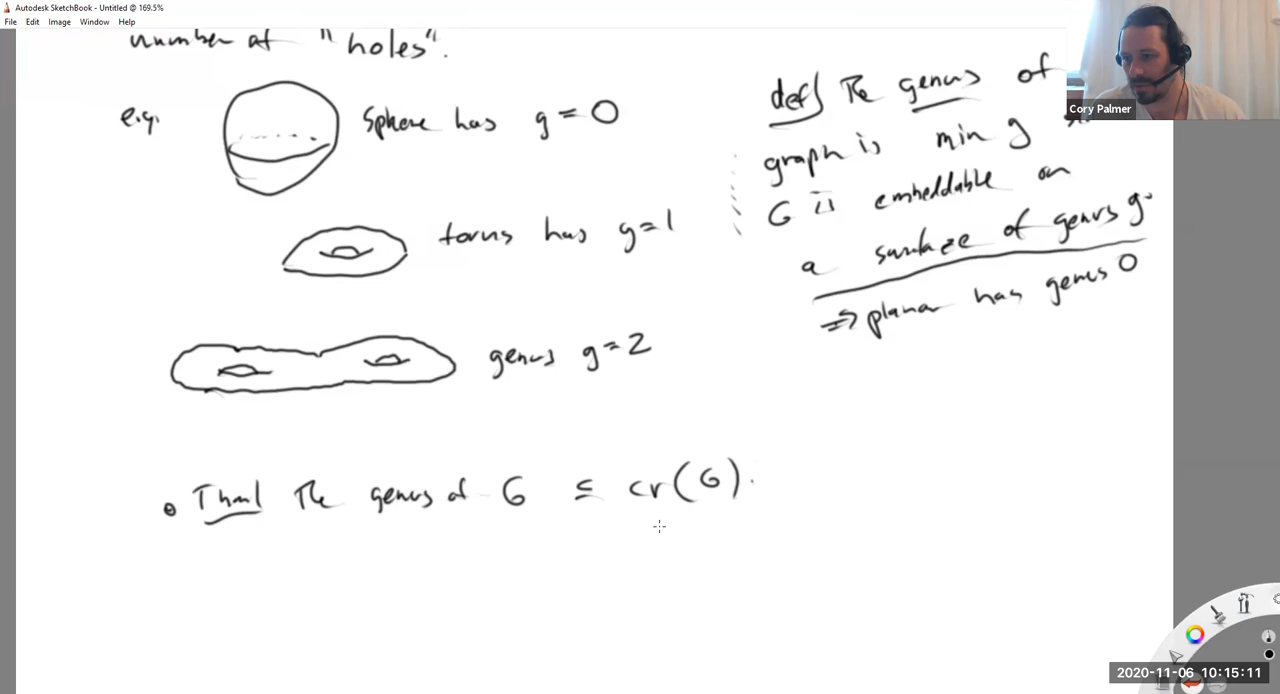 Autodesk SketchBook - Untitled @ 169.5%
File Edit Image Window Help
number of "holes".
e.g.
Sphere has g = 0
torus has g = 1
genus g = 2
def) The genus of
graph is min g
G is embeddable on
a surface of genus g.
⇒ planar has genus 0
• Thm) The genus of G ≤ cr(G).
Cory Palmer
2020-11-06 10:15:11